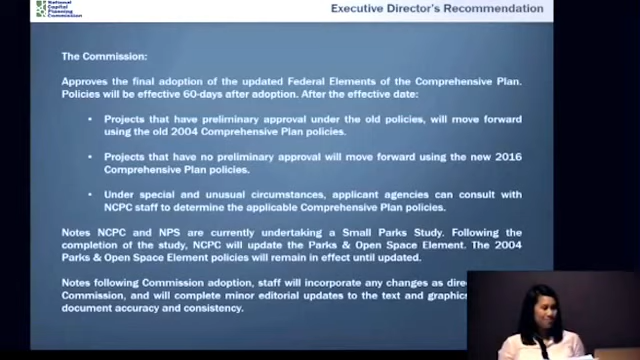 National
Capital
Planning
Commission
Executive Director's Recommendation
The Commission:
Approves the final adoption of the updated Federal Elements of the Comprehensive Plan.
Policies will be effective 60-days after adoption. After the effective date:
• Projects that have preliminary approval under the old policies, will move forward
using the old 2004 Comprehensive Plan policies.
• Projects that have no preliminary approval will move forward using the new 2016
Comprehensive Plan policies.
• Under special and unusual circumstances, applicant agencies can consult with
NCPC staff to determine the applicable Comprehensive Plan policies.
Notes NCPC and NPS are currently undertaking a Small Parks Study. Following the
completion of the study, NCPC will update the Parks & Open Space Element. The 2004
Parks & Open Space Element policies will remain in effect until updated.
Notes following Commission adoption, staff will incorporate any changes as
Commission, and will complete minor editorial updates to the text and graphics
document accuracy and consistency.